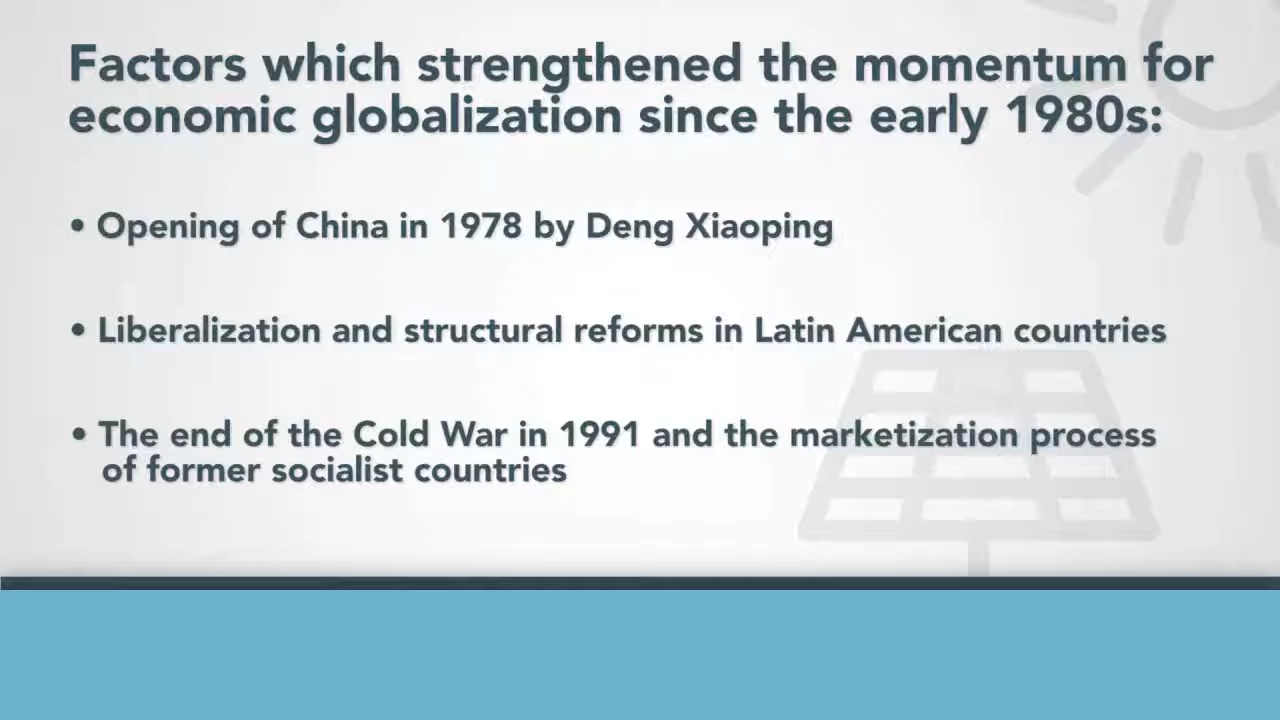 Factors which strengthened the momentum for
economic globalization since the early 1980s:
• Opening of China in 1978 by Deng Xiaoping
• Liberalization and structural reforms in Latin American countries
• The end of the Cold War in 1991 and the marketization process
of former socialist countries